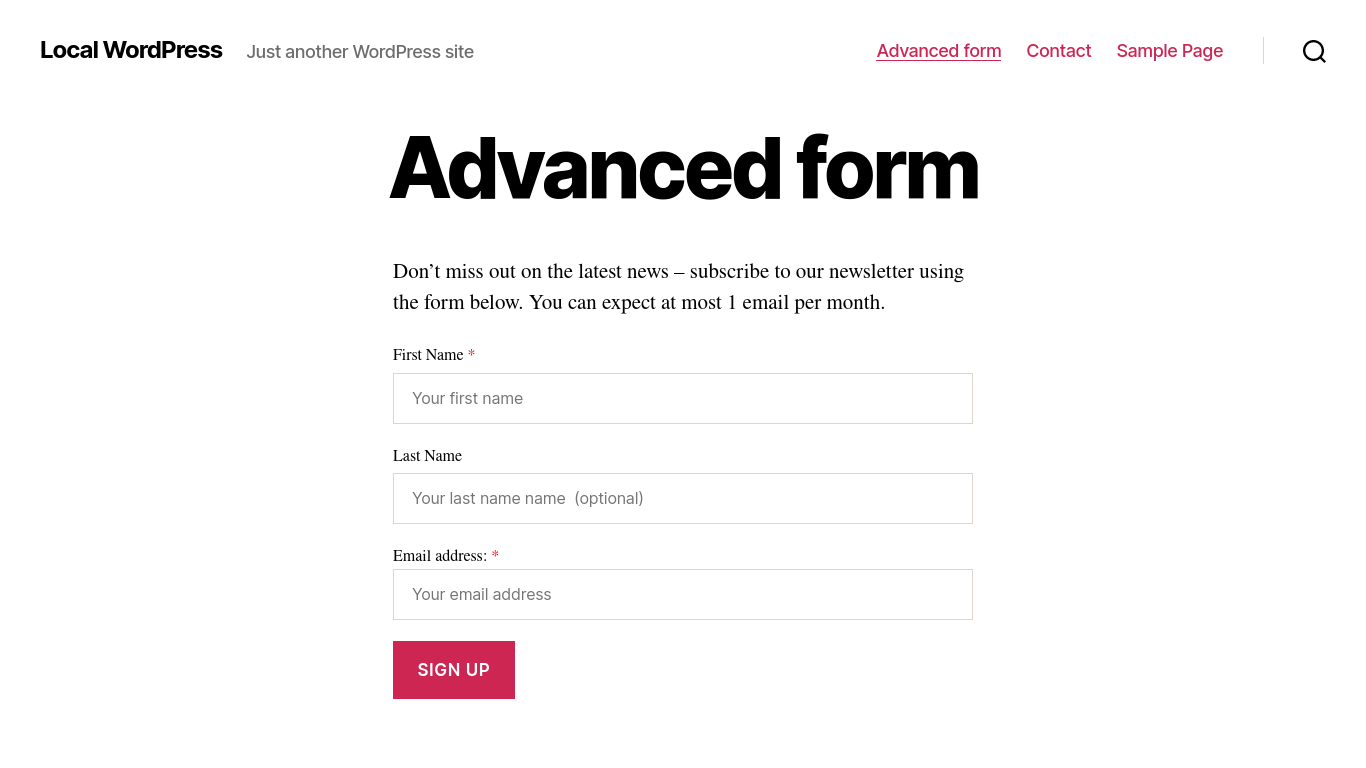 Local WordPress
Just another WordPress site
Advanced form
Contact
Sample Page
Advanced form
Don’t miss out on the latest news – subscribe to our newsletter using
the form below. You can expect at most 1 email per month.
First Name *
Your first name
Last Name
Your last name name  (optional)
Email address: *
Your email address
SIGN UP